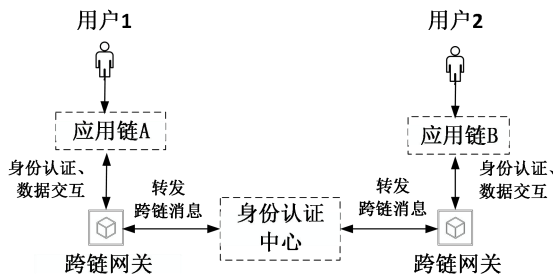 用户1
用户2
应用链A
应用链B
身份认证、
数据交互
转发
跨链消息
身份认证
中心
转发
跨链消息
身份认证、
数据交互
跨链网关
跨链网关